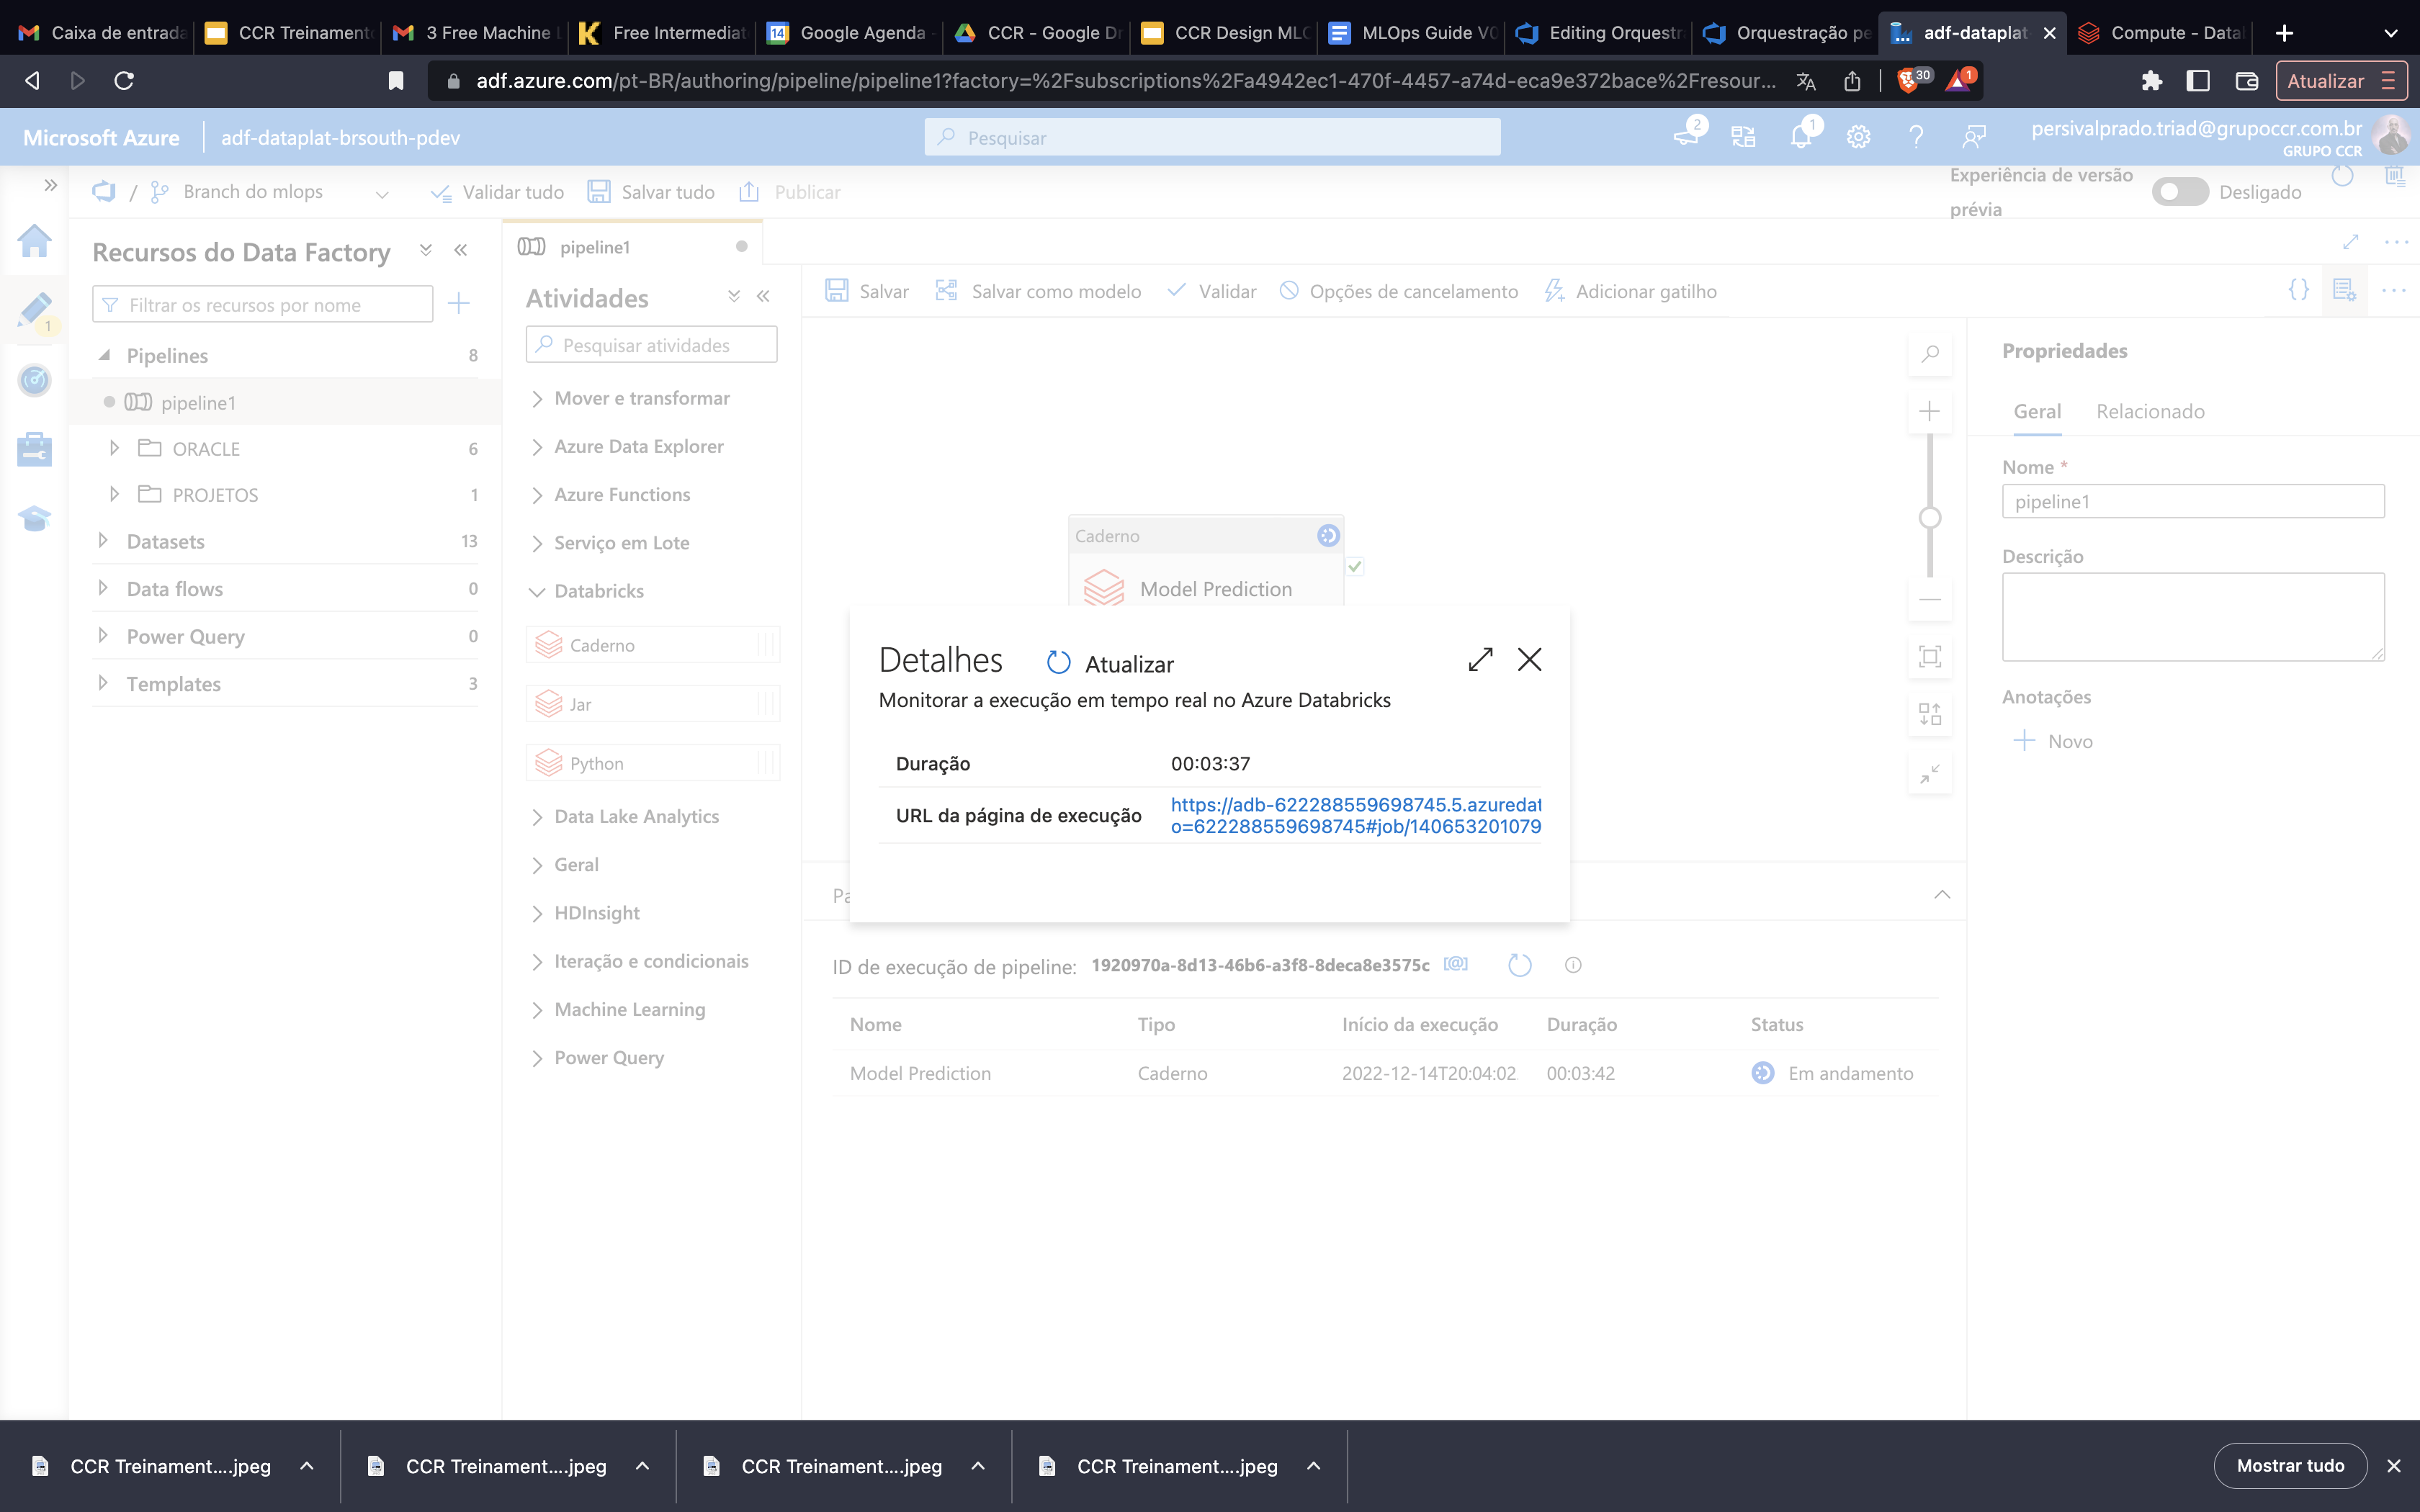 Caixa de entrada
CCR Treinament
3 Free Machine
Free Intermediat
14
Google Agenda
CCR - Google Dr
CCR Design MLO
MLOps Guide V0
Editing Orquestr
Orquestração pe
adf-dataplat
Compute - Data
adf.azure.com/pt-BR/authoring/pipeline/pipeline1?factory=%2Fsubscriptions%2Fa4942ec1-470f-4457-a74d-eca9e372bace%2Fresour...
30
1
Atualizar
Microsoft Azure
adf-dataplat-brsouth-pdev
Pesquisar
2
1
persivalprado.triad@grupoccr.com.br
GRUPO CCR
/
Branch do mlops
Validar tudo
Salvar tudo
Publicar
Experiência de versão
prévia
Desligado
1
Recursos do Data Factory
Filtrar os recursos por nome
Pipelines 8
pipeline1
ORACLE 6
PROJETOS 1
Datasets 13
Data flows 0
Power Query 0
Templates 3
pipeline1
Atividades
Pesquisar atividades
Mover e transformar
Azure Data Explorer
Azure Functions
Serviço em Lote
Databricks
Caderno
Jar
Python
Data Lake Analytics
Geral
HDInsight
Iteração e condicionais
Machine Learning
Power Query
Salvar
Salvar como modelo
Validar
Opções de cancelamento
Adicionar gatilho
{}
Caderno
Model Prediction
Detalhes
Atualizar
Monitorar a execução em tempo real no Azure Databricks
Duração 00:03:37
URL da página de execução
https://adb-622288559698745.5.azuredat
o=622288559698745#job/140653201079
Pa
ID de execução de pipeline: 1920970a-8d13-46b6-a3f8-8deca8e3575c
Nome Tipo Início da execução Duração Status
Model Prediction Caderno 2022-12-14T20:04:02. 00:03:42 Em andamento
Propriedades
Geral
Relacionado
Nome *
pipeline1
Descrição
Anotações
Novo
CCR Treinament....jpeg
CCR Treinament....jpeg
CCR Treinament....jpeg
CCR Treinament....jpeg
Mostrar tudo